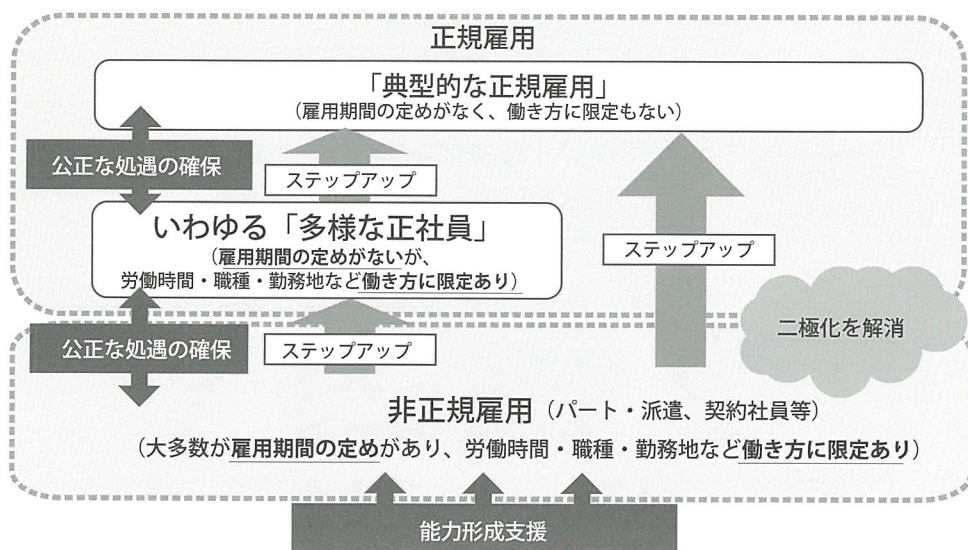 正規雇用
「典型的な正規雇用」
（雇用期間の定めがなく、働き方に限定もない）
公正な処遇の確保
ステップアップ
いわゆる「多様な正社員」
（雇用期間の定めがないが、
労働時間・職種・勤務地など働き方に限定あり）
ステップアップ
二極化を解消
公正な処遇の確保
ステップアップ
非正規雇用（パート・派遣、契約社員等）
（大多数が雇用期間の定めがあり、労働時間・職種・勤務地など働き方に限定あり）
能力形成支援